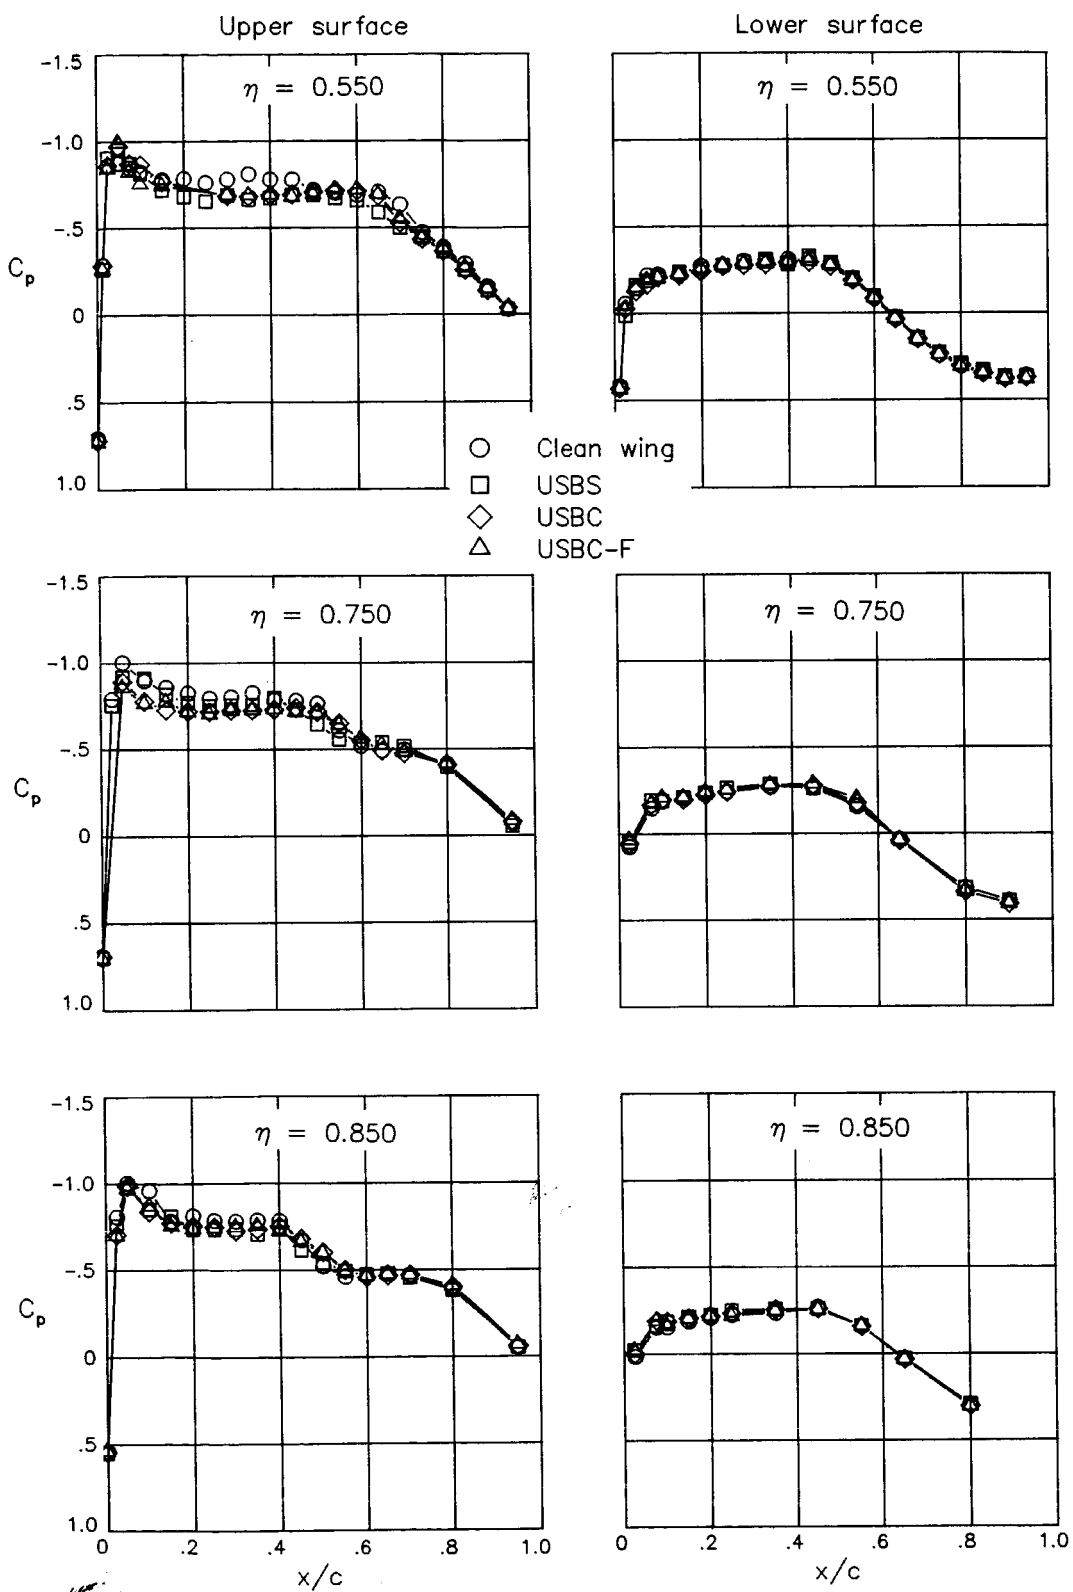 Upper surface
Lower surface
η = 0.550
η = 0.550
-1.5
-1.0
-.5
Cₚ
0
.5
1.0
Clean wing
USBS
USBC
USBC-F
η = 0.750
η = 0.750
-1.5
-1.0
-.5
Cₚ
0
.5
1.0
η = 0.850
η = 0.850
-1.5
-1.0
-.5
Cₚ
0
.5
1.0
0 .2 .4 .6 .8 1.0
0 .2 .4 .6 .8 1.0
x/c
x/c